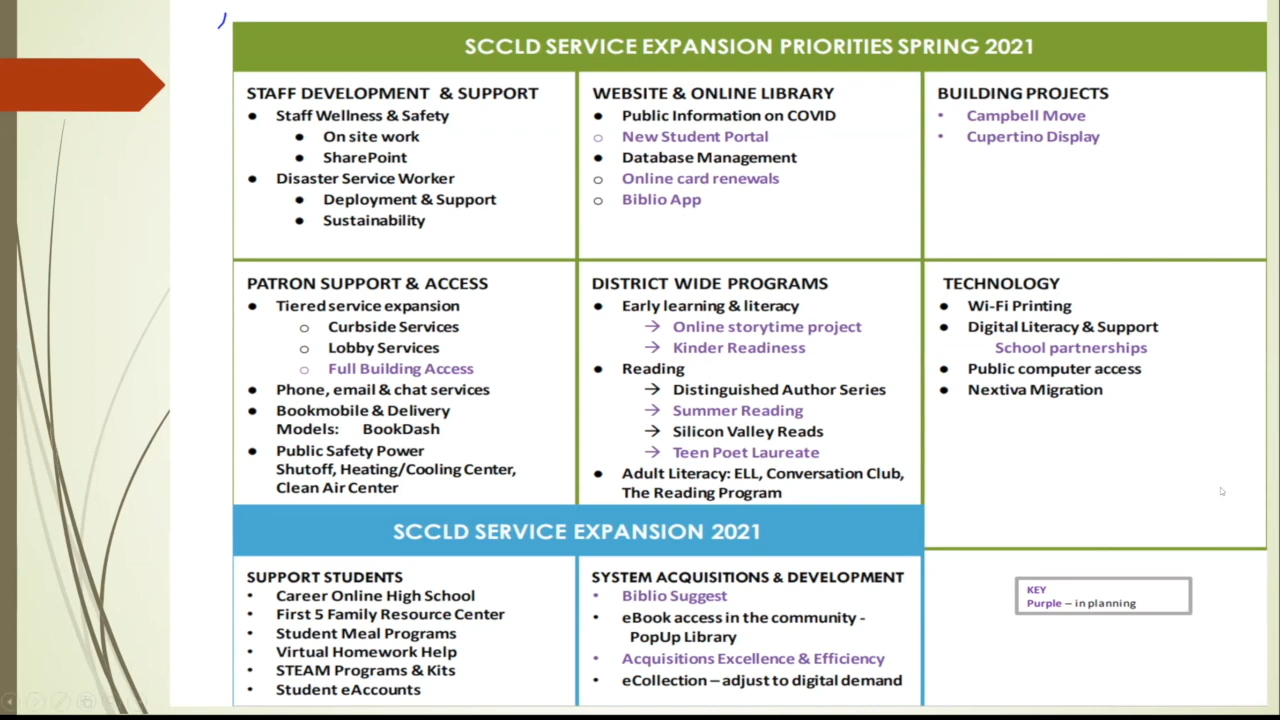 SCCLD SERVICE EXPANSION PRIORITIES SPRING 2021
STAFF DEVELOPMENT & SUPPORT
● Staff Wellness & Safety
● On site work
● SharePoint
● Disaster Service Worker
● Deployment & Support
● Sustainability
WEBSITE & ONLINE LIBRARY
● Public Information on COVID
○ New Student Portal
● Database Management
○ Online card renewals
○ Biblio App
BUILDING PROJECTS
• Campbell Move
• Cupertino Display
PATRON SUPPORT & ACCESS
● Tiered service expansion
○ Curbside Services
○ Lobby Services
○ Full Building Access
● Phone, email & chat services
● Bookmobile & Delivery
Models: BookDash
● Public Safety Power
Shutoff, Heating/Cooling Center,
Clean Air Center
DISTRICT WIDE PROGRAMS
● Early learning & literacy
→ Online storytime project
→ Kinder Readiness
● Reading
→ Distinguished Author Series
→ Summer Reading
→ Silicon Valley Reads
→ Teen Poet Laureate
● Adult Literacy: ELL, Conversation Club,
The Reading Program
TECHNOLOGY
● Wi-Fi Printing
● Digital Literacy & Support
School partnerships
● Public computer access
● Nextiva Migration
SCCLD SERVICE EXPANSION 2021
SUPPORT STUDENTS
• Career Online High School
• First 5 Family Resource Center
• Student Meal Programs
• Virtual Homework Help
• STEAM Programs & Kits
• Student eAccounts
SYSTEM ACQUISITIONS & DEVELOPMENT
• Biblio Suggest
• eBook access in the community -
PopUp Library
• Acquisitions Excellence & Efficiency
• eCollection – adjust to digital demand
KEY
Purple – in planning